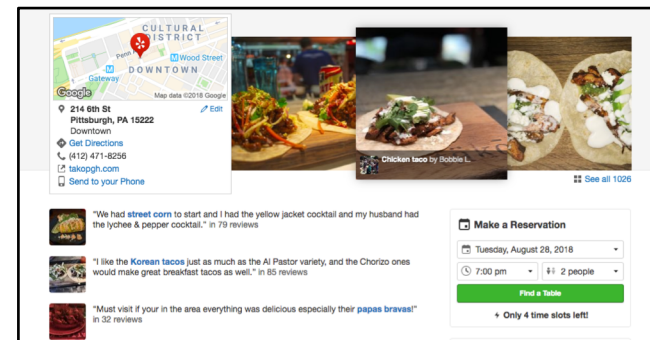 CULTURAL
DISTRICT
Penn
M Wood Street
M
Gateway
DOWNTOWN
Google
Map data ©2018 Google
214 6th St
Edit
Pittsburgh, PA 15222
Downtown
Get Directions
(412) 471-8256
takopgh.com
Send to your Phone
Chicken taco by Bobbie L.
See all 1026
"We had street corn to start and I had the yellow jacket cocktail and my husband had
the lychee & pepper cocktail." in 79 reviews
"I like the Korean tacos just as much as the Al Pastor variety, and the Chorizo ones
would make great breakfast tacos as well." in 85 reviews
"Must visit if your in the area everything was delicious especially their papas bravas!"
in 32 reviews
Make a Reservation
Tuesday, August 28, 2018
7:00 pm
2 people
Find a Table
Only 4 time slots left!